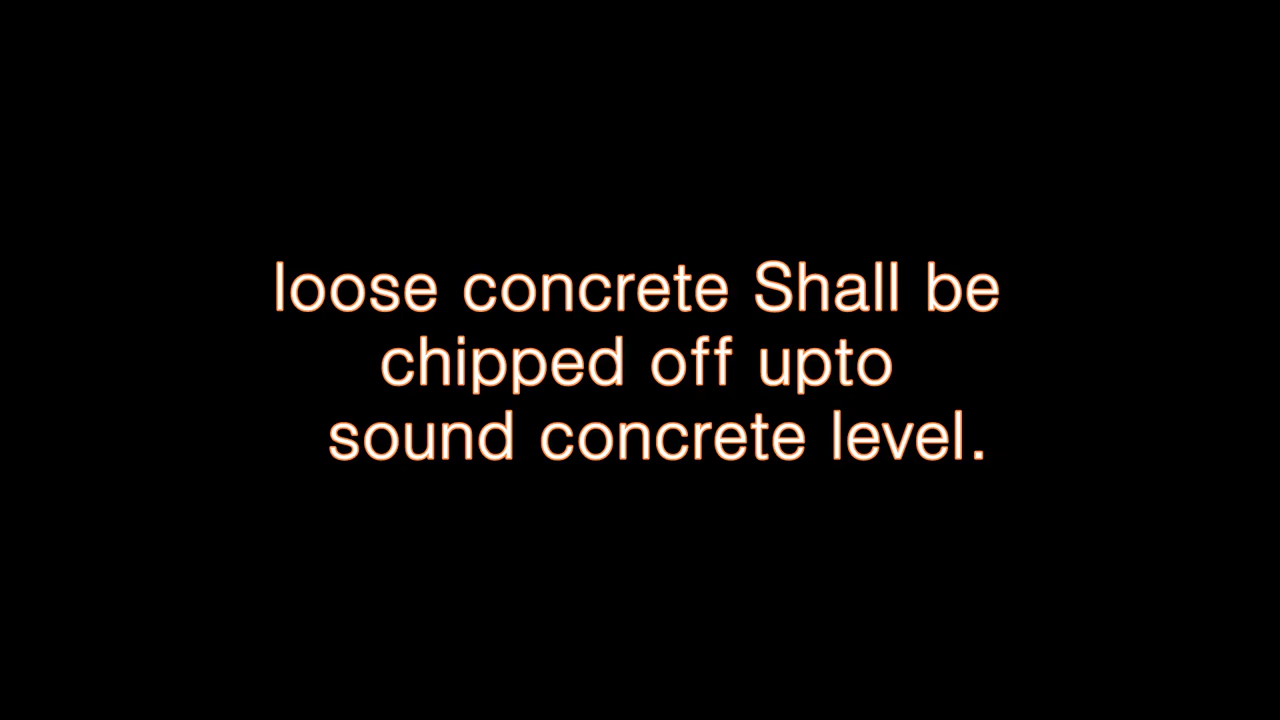 loose concrete Shall be
chipped off upto
sound concrete level.